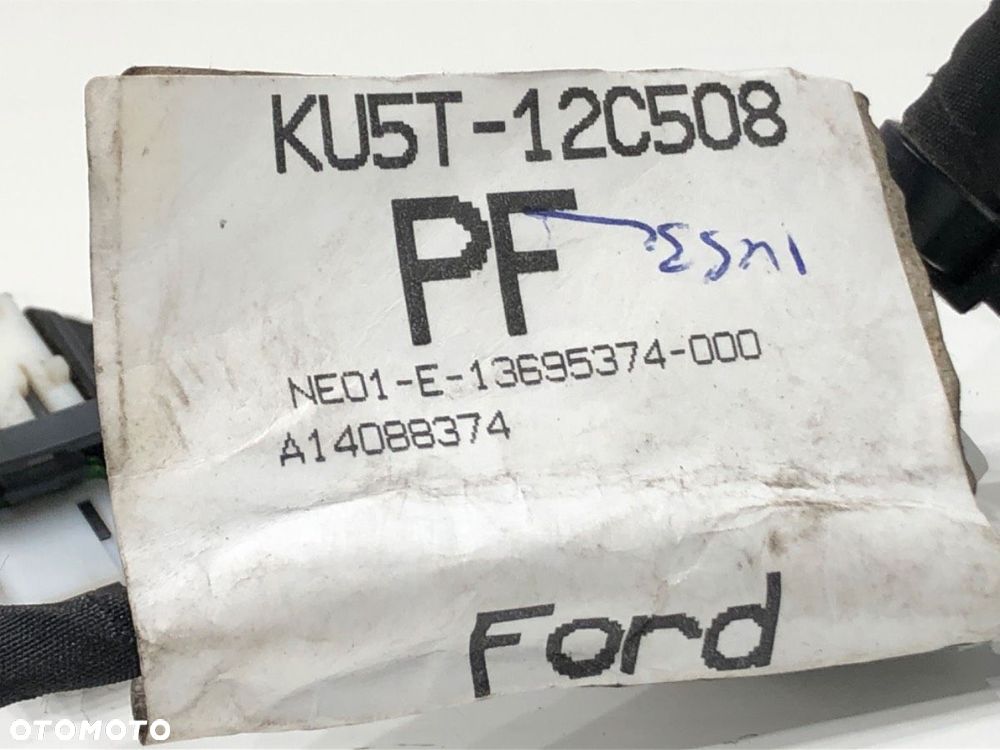 KU5T-12C508
PF
NE01-E-13695374-000
A14088374
Ford
OTOMOTO